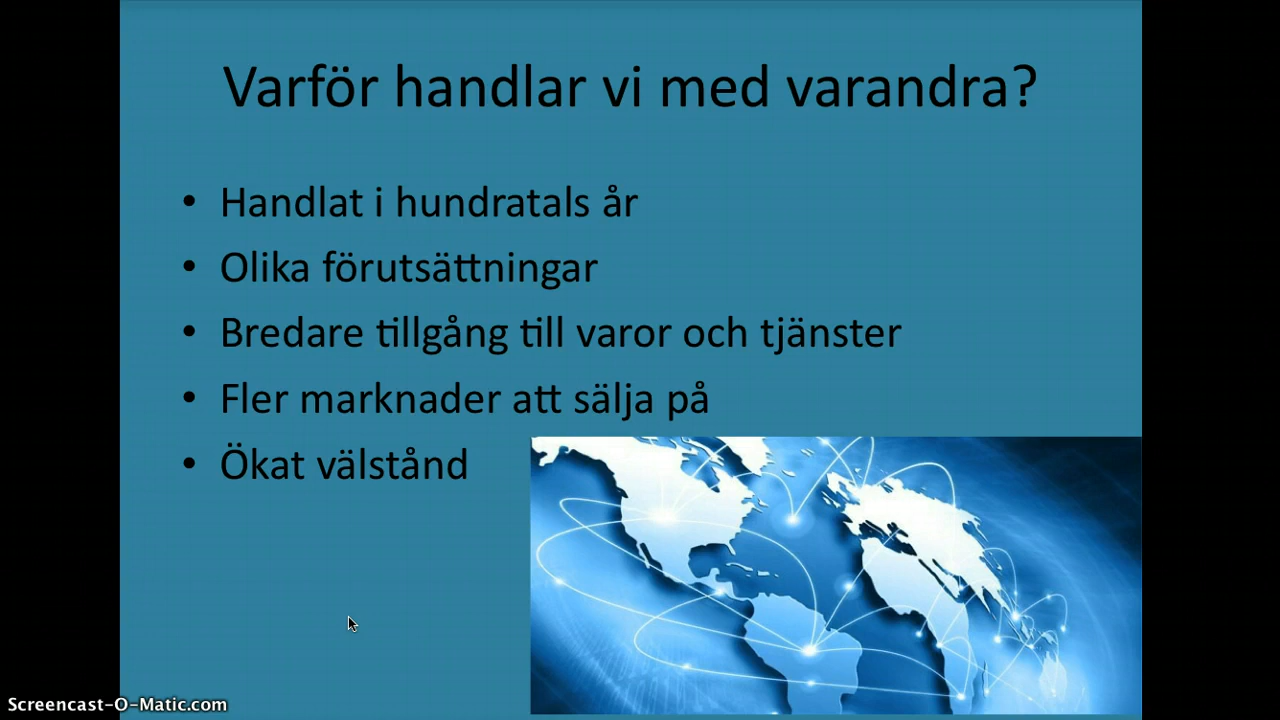 Varför handlar vi med varandra?
• Handlat i hundratals år
• Olika förutsättningar
• Bredare tillgång till varor och tjänster
• Fler marknader att sälja på
• Ökat välstånd
Screencast-O-Matic.com